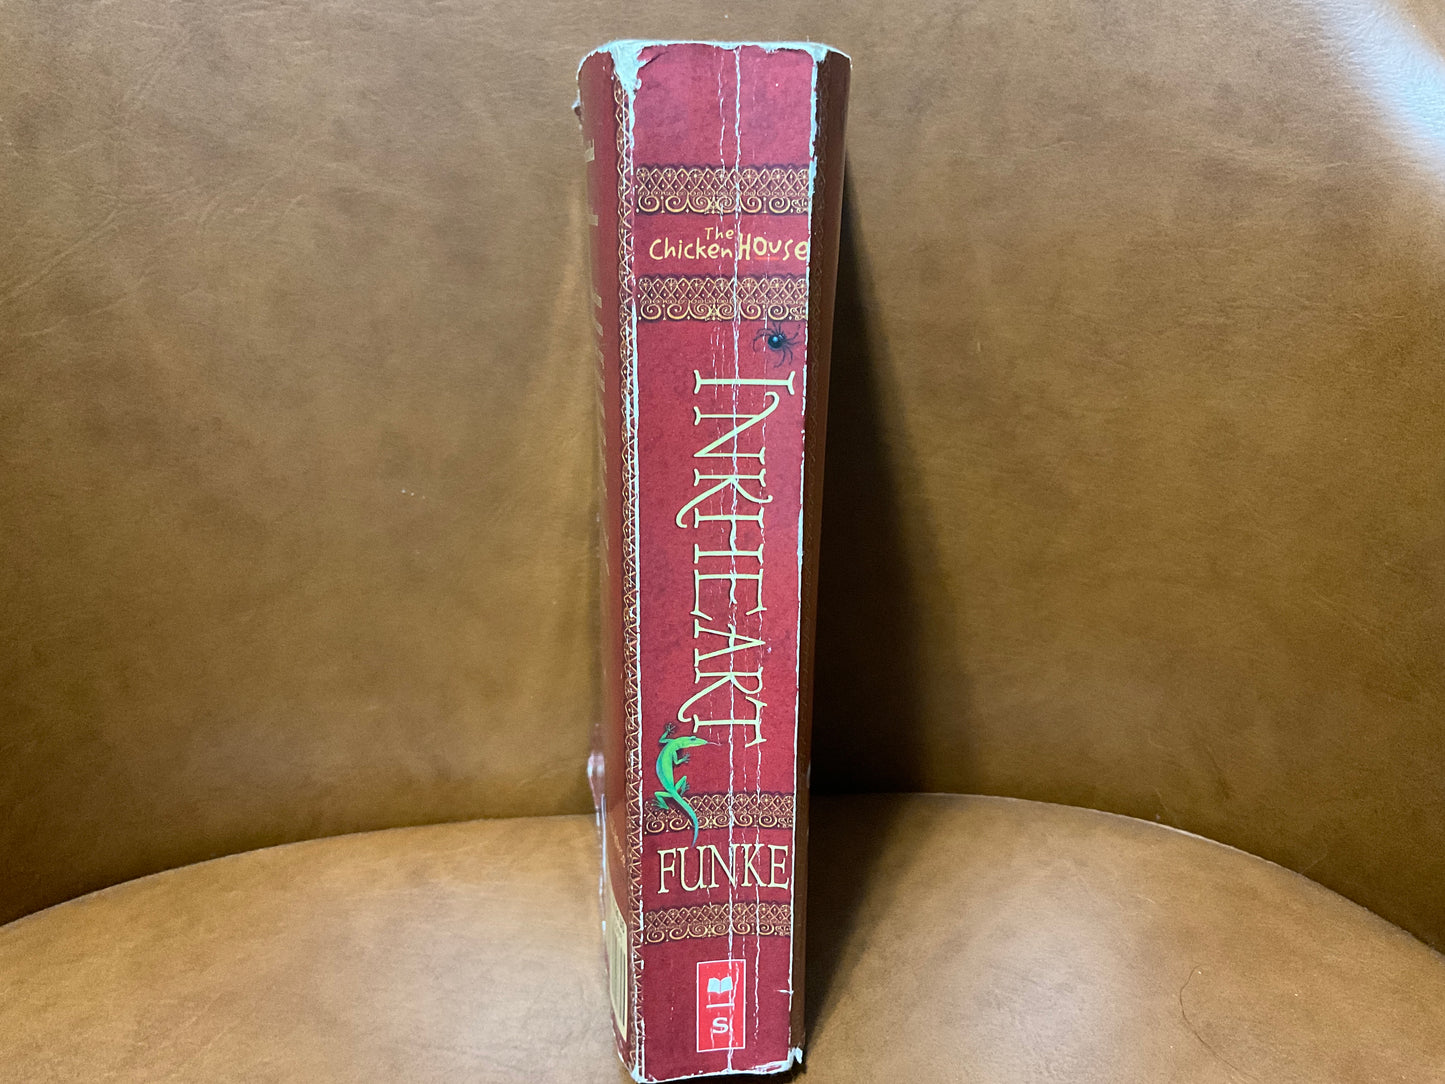 The
Chicken House
INKHEART
FUNKE
S